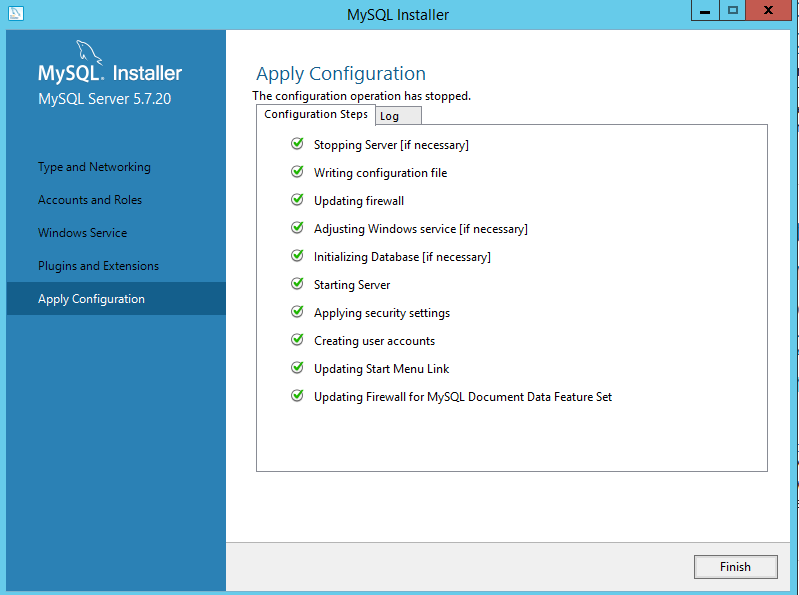 MySQL Installer
MySQL. Installer
MySQL Server 5.7.20
Type and Networking
Accounts and Roles
Windows Service
Plugins and Extensions
Apply Configuration
Apply Configuration
The configuration operation has stopped.
Configuration Steps Log
Stopping Server [if necessary]
Writing configuration file
Updating firewall
Adjusting Windows service [if necessary]
Initializing Database [if necessary]
Starting Server
Applying security settings
Creating user accounts
Updating Start Menu Link
Updating Firewall for MySQL Document Data Feature Set
Finish